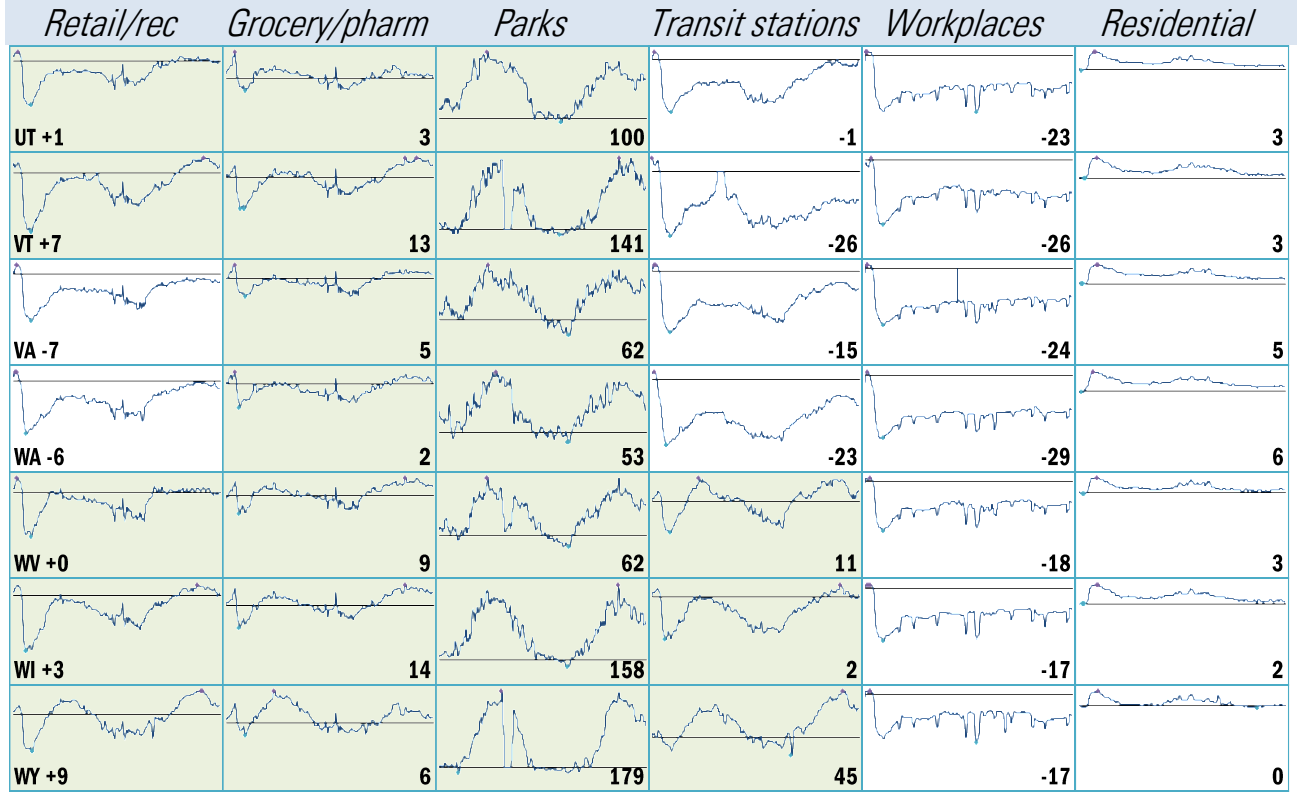 Retail/rec Grocery/pharm Parks Transit stations Workplaces Residential
UT +1 3 100 -1 -23 3
VT +7 13 141 -26 -26 3
VA -7 5 62 -15 -24 5
WA -6 2 53 -23 -29 6
WV +0 9 62 11 -18 3
WI +3 14 158 2 -17 2
WY +9 6 179 45 -17 0